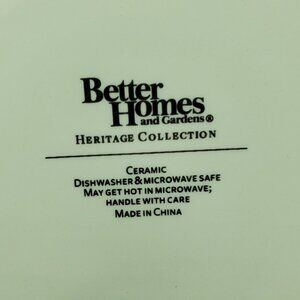 Better
Homes
and Gardens®
HERITAGE COLLECTION
CERAMIC
DISHWASHER & MICROWAVE SAFE
MAY GET HOT IN MICROWAVE;
HANDLE WITH CARE
MADE IN CHINA